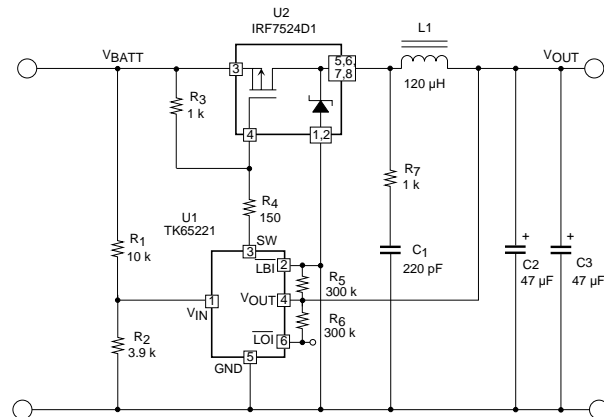 U2
IRF7524D1
L1
VBATT
3
5,6,
7,8
VOUT
120 µH
R3
1 k
4
1,2
R7
1 k
R4
150
U1
TK65221
SW
3
R1
10 k
LBI
2
R5
300 k
C1
220 pF
C2
47 µF
+
C3
47 µF
+
1
VIN
VOUT
4
R6
300 k
R2
3.9 k
LOI
6
5
GND